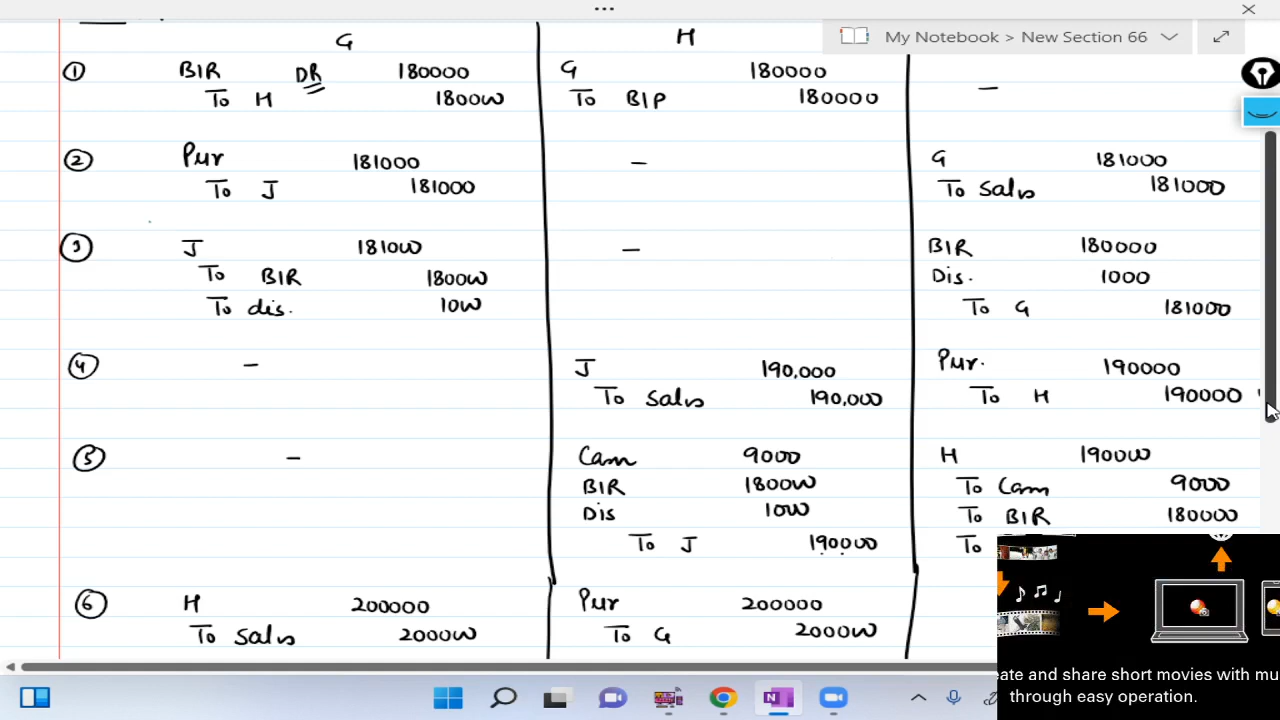 ...
My Notebook > New Section 66
G H
① BIR DR 180000 G 180000 —
To H 180000 To BIP 180000
② Pur 181000 — G 181000
To J 181000 To Sales 181000
③ J 181000 — BIR 180000
To BIR 180000 Dis. 1000
To dis. 1000 To G 181000
④ — J 190,000 Pur. 190000
To Sales 190,000 To H 190000
⑤ — Cash 9000 H 190000
BIR 180000 To Cash 9000
Dis 1000 To BIR 180000
To J 190000 To
⑥ H 200000 Pur 200000
To Sales 200000 To G 200000
eate and share short movies with mu
through easy operation.